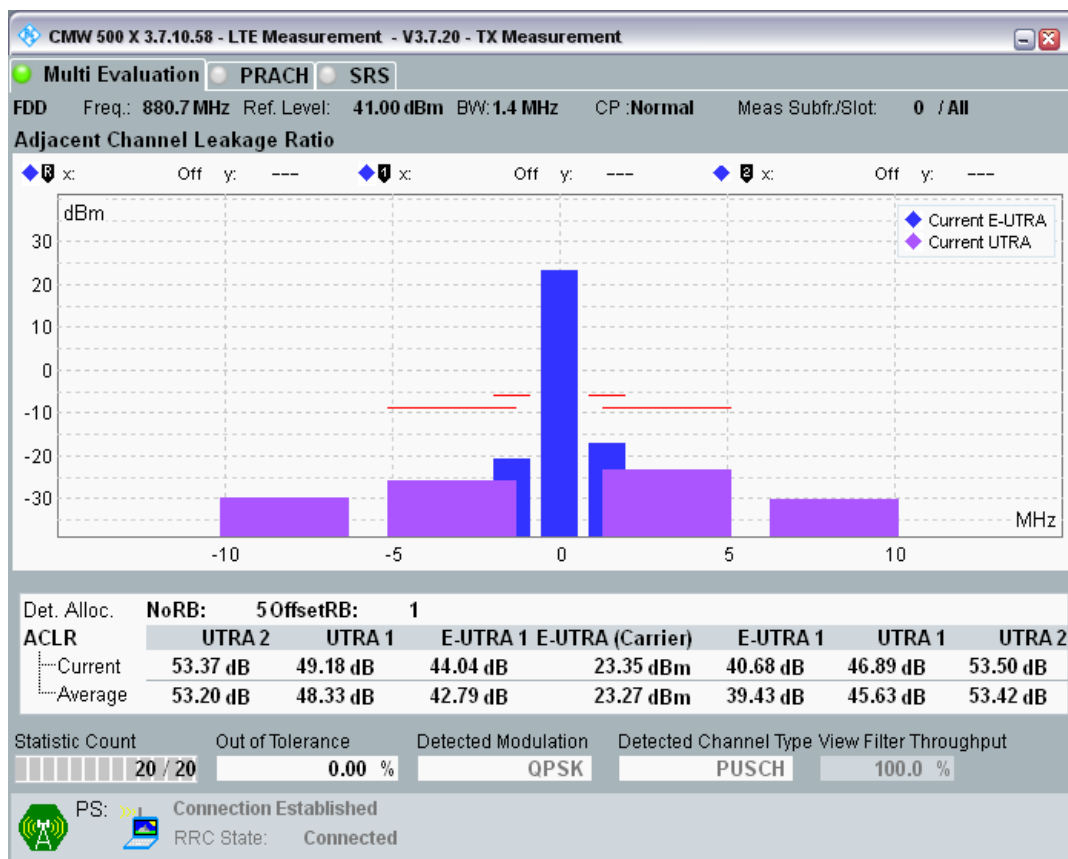 CMW 500 X 3.7.10.58 - LTE Measurement - V3.7.20 - TX Measurement
Multi Evaluation PRACH SRS
FDD Freq.: 880.7 MHz Ref. Level: 41.00 dBm BW: 1.4 MHz CP :Normal Meas Subfr./Slot: 0 / All
Adjacent Channel Leakage Ratio
R x: Off y: --- 1 x: Off y: --- 2 x: Off y: ---
dBm
Current E-UTRA
Current UTRA
30
20
10
0
-10
-20
-30
MHz
-10 -5 0 5 10
Det. Alloc. NoRB: 5 OffsetRB: 1
ACLR UTRA 2 UTRA 1 E-UTRA 1 E-UTRA (Carrier) E-UTRA 1 UTRA 1 UTRA 2
Current 53.37 dB 49.18 dB 44.04 dB 23.35 dBm 40.68 dB 46.89 dB 53.50 dB
Average 53.20 dB 48.33 dB 42.79 dB 23.27 dBm 39.43 dB 45.63 dB 53.42 dB
Statistic Count Out of Tolerance Detected Modulation Detected Channel Type View Filter Throughput
20 / 20 0.00 % QPSK PUSCH 100.0 %
PS: Connection Established
RRC State: Connected